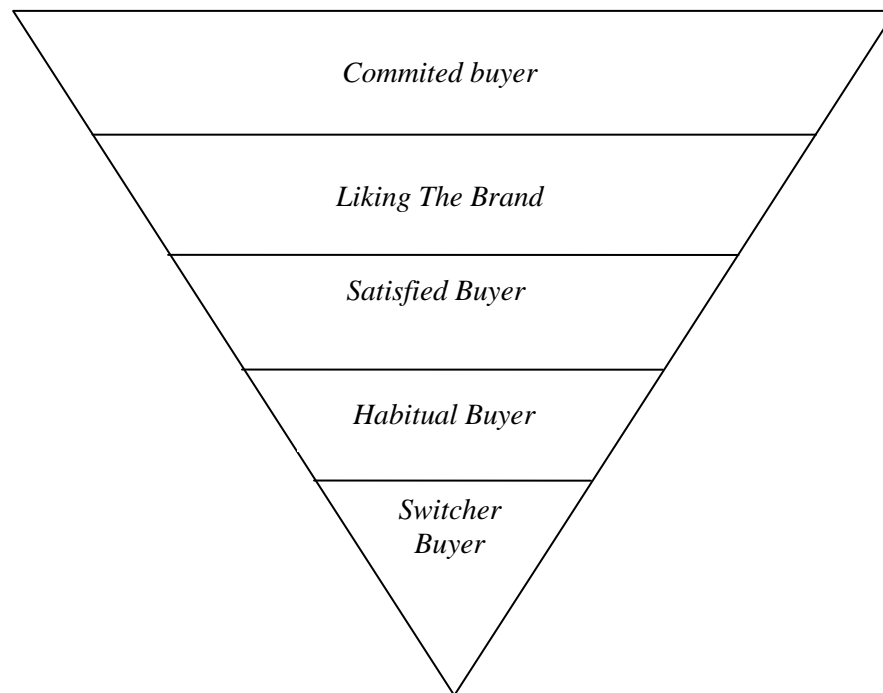 Commited buyer
Liking The Brand
Satisfied Buyer
Habitual Buyer
Switcher
Buyer